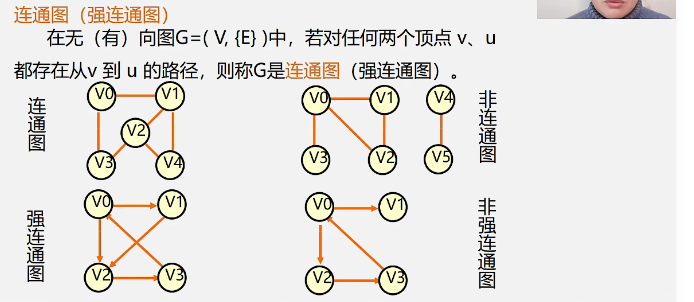 连通图（强连通图）
在无（有）向图G=( V, {E} )中，若对任何两个顶点 v、u
都存在从v 到 u 的路径，则称G是连通图（强连通图）。
连通图
V0
V1
V2
V3
V4
V0
V1
V4
V3
V2
V5
非连通图
强连通图
V0
V1
V2
V3
V0
V1
V2
V3
非强连通图